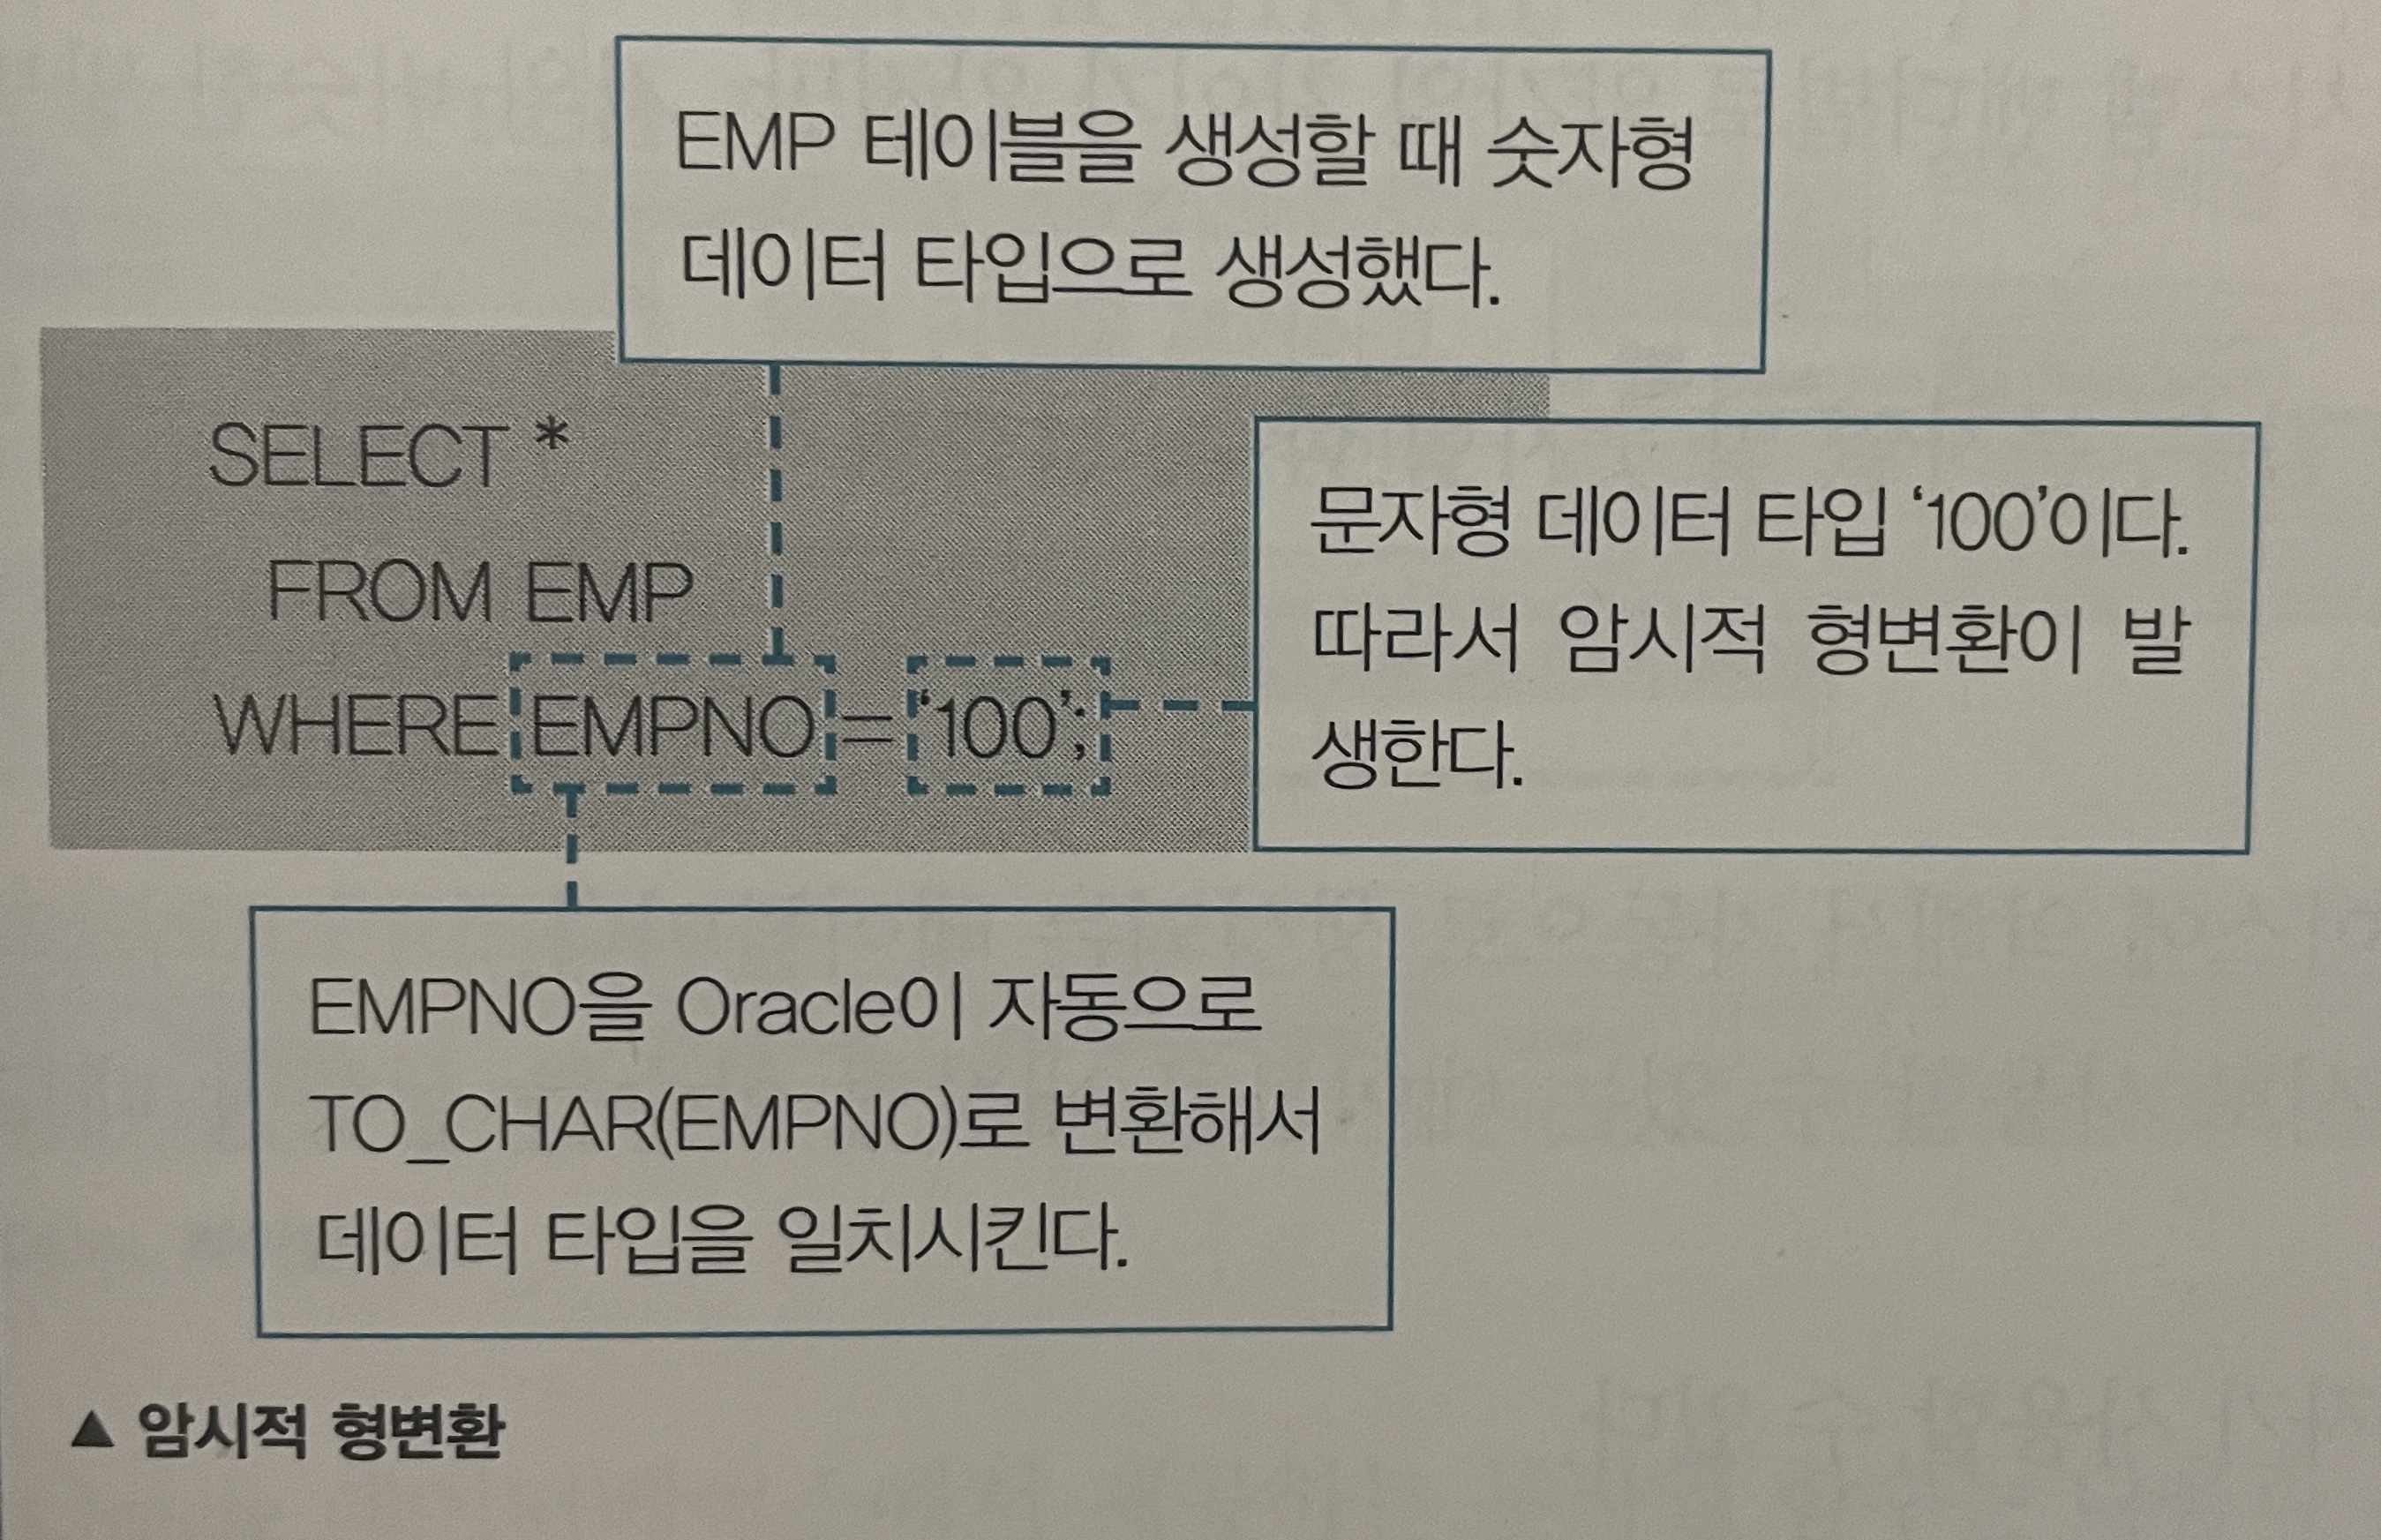 EMP 테이블을 생성할 때 숫자형
데이터 타입으로 생성했다.
SELECT *
FROM EMP
WHERE EMPNO = ‘100’;
문자형 데이터 타입 ‘100’이다.
따라서 암시적 형변환이 발
생한다.
EMPNO을 Oracle이 자동으로
TO_CHAR(EMPNO)로 변환해서
데이터 타입을 일치시킨다.
▲ 암시적 형변환